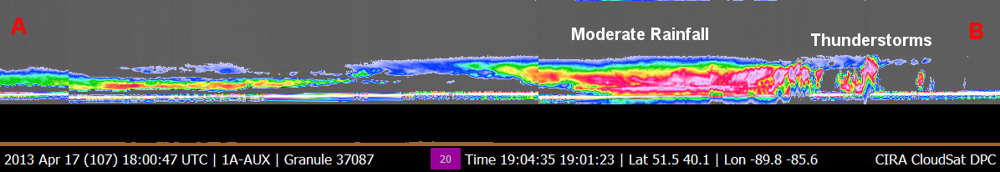 A
Moderate Rainfall
Thunderstorms
B
2013 Apr 17 (107) 18:00:47 UTC | 1A-AUX | Granule 37087
20
Time 19:04:35 19:01:23 | Lat 51.5 40.1 | Lon -89.8 -85.6
CIRA CloudSat DPC